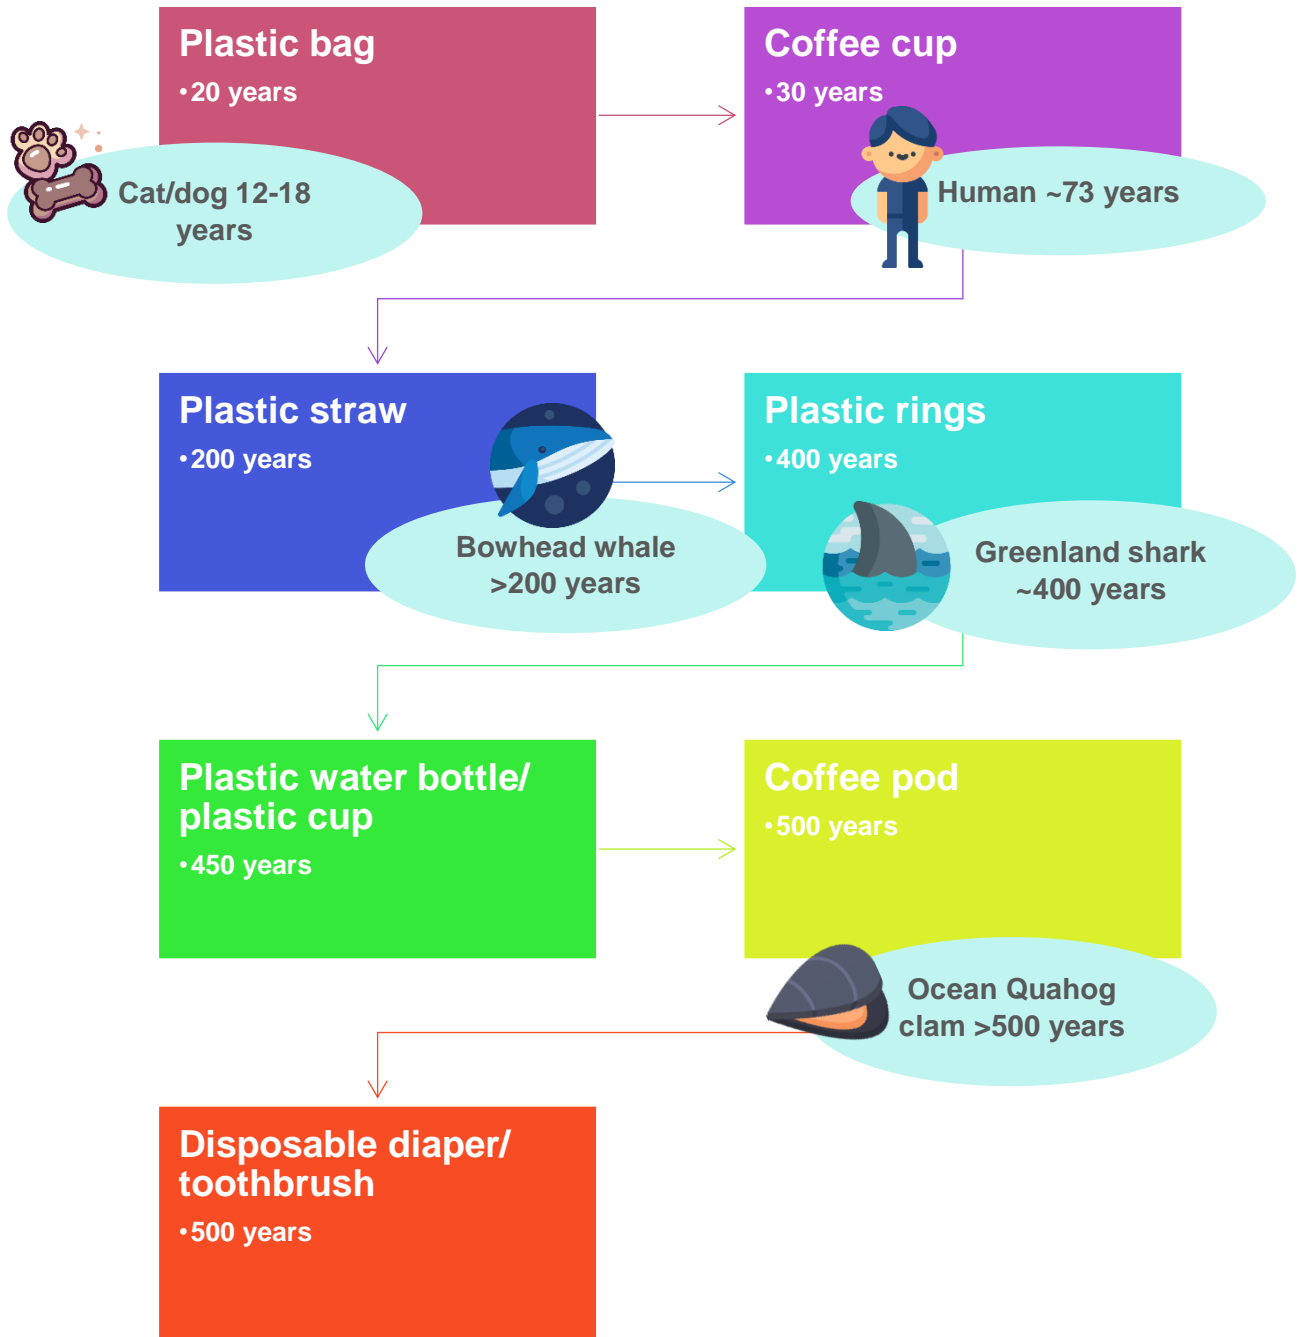 Plastic bag
•20 years
Cat/dog 12-18
years
Coffee cup
•30 years
Human ~73 years
Plastic straw
•200 years
Bowhead whale
>200 years
Plastic rings
•400 years
Greenland shark
~400 years
Plastic water bottle/
plastic cup
•450 years
Coffee pod
•500 years
Ocean Quahog
clam >500 years
Disposable diaper/
toothbrush
•500 years